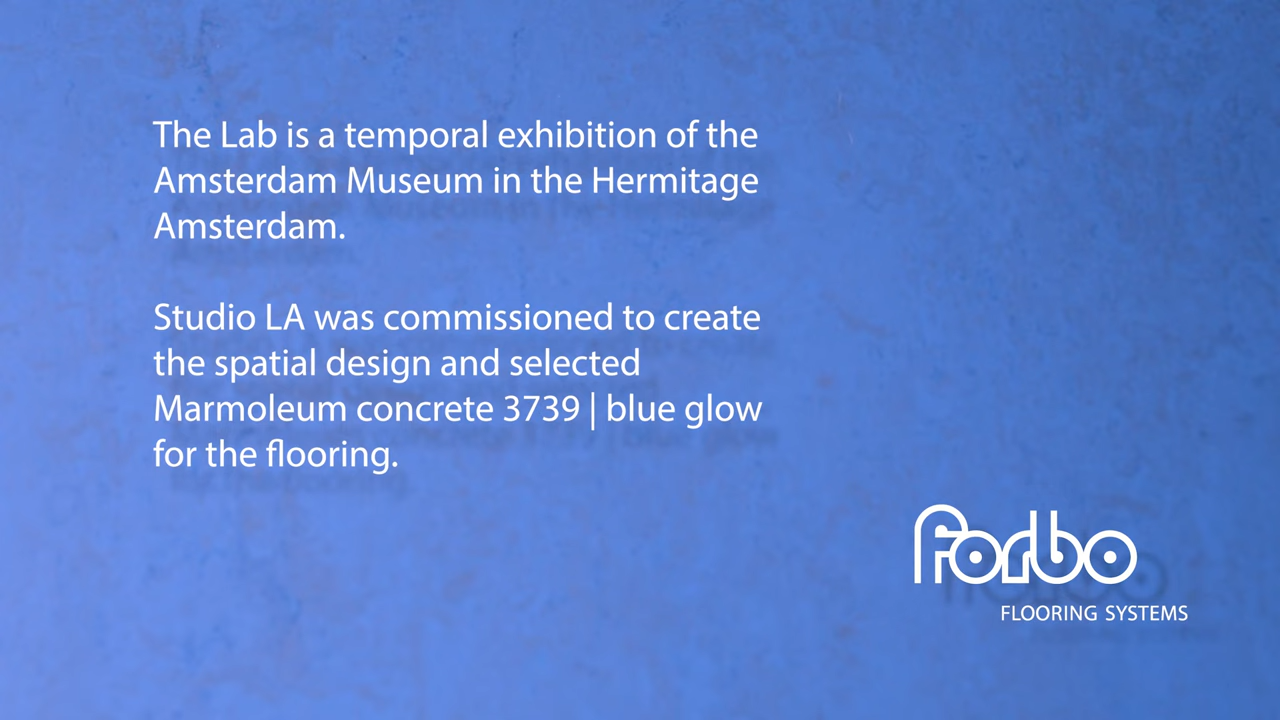 The Lab is a temporal exhibition of the
Amsterdam Museum in the Hermitage
Amsterdam.
Studio LA was commissioned to create
the spatial design and selected
Marmoleum concrete 3739 | blue glow
for the flooring.
forbo
FLOORING SYSTEMS